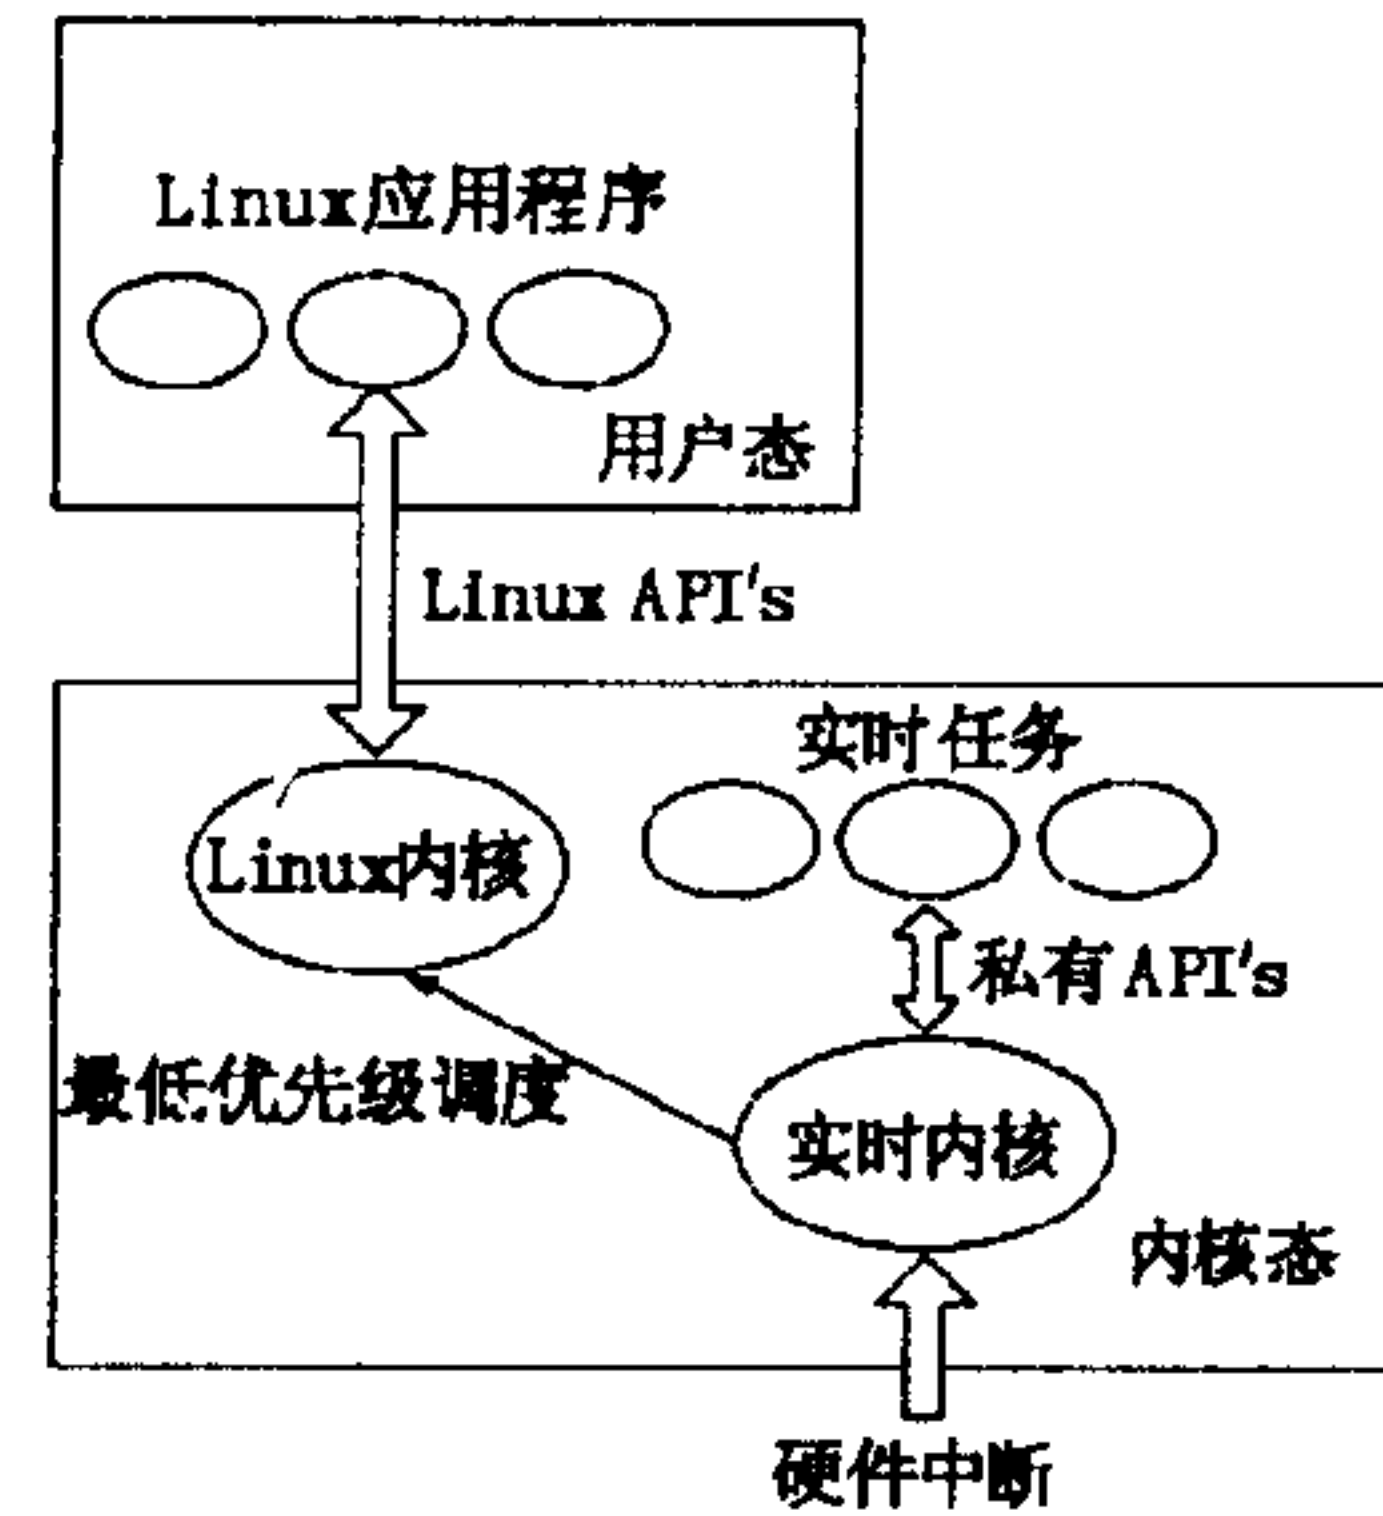 Linux应用程序
用户态
Linux API's
实时任务
Linux内核
私有API's
最低优先级调度
实时内核
内核态
硬件中断